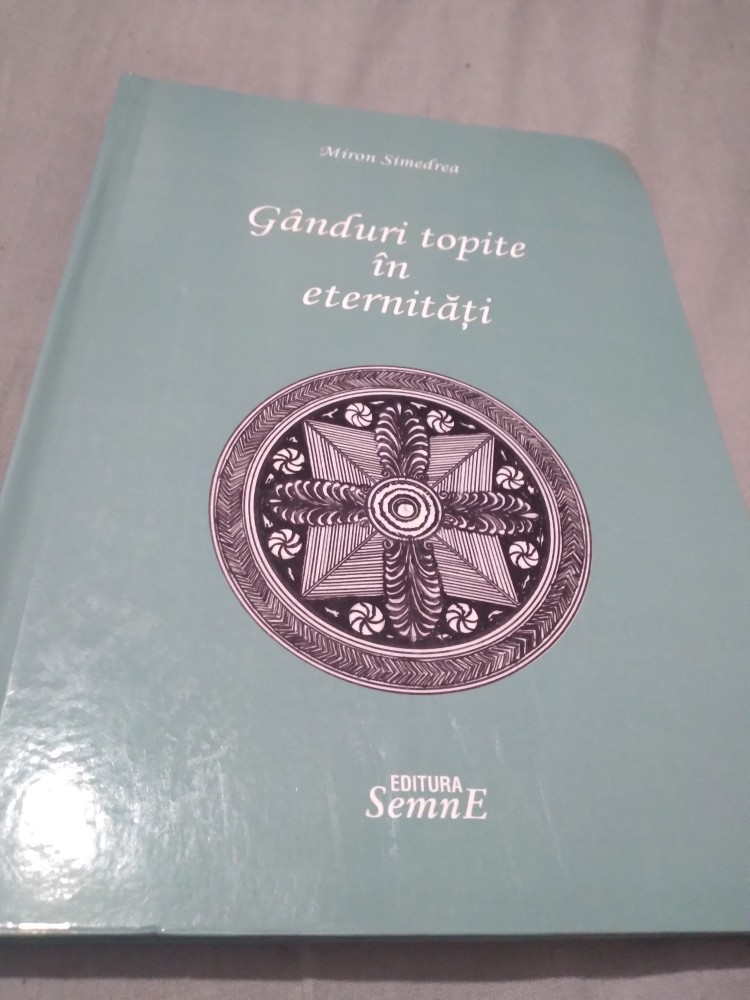 Miron Simedrea
Gânduri topite
în
eternități
EDITURA
SemnE